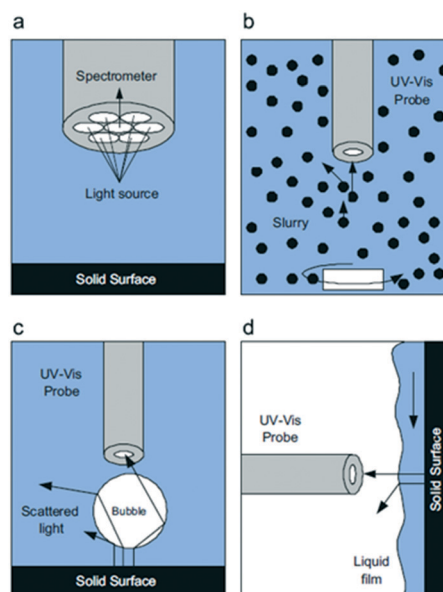 a
Spectrometer
Light source
Solid Surface
b
UV-Vis
Probe
Slurry
c
UV-Vis
Probe
Scattered
light
Bubble
Solid Surface
d
UV-Vis
Probe
Liquid
film
Solid Surface